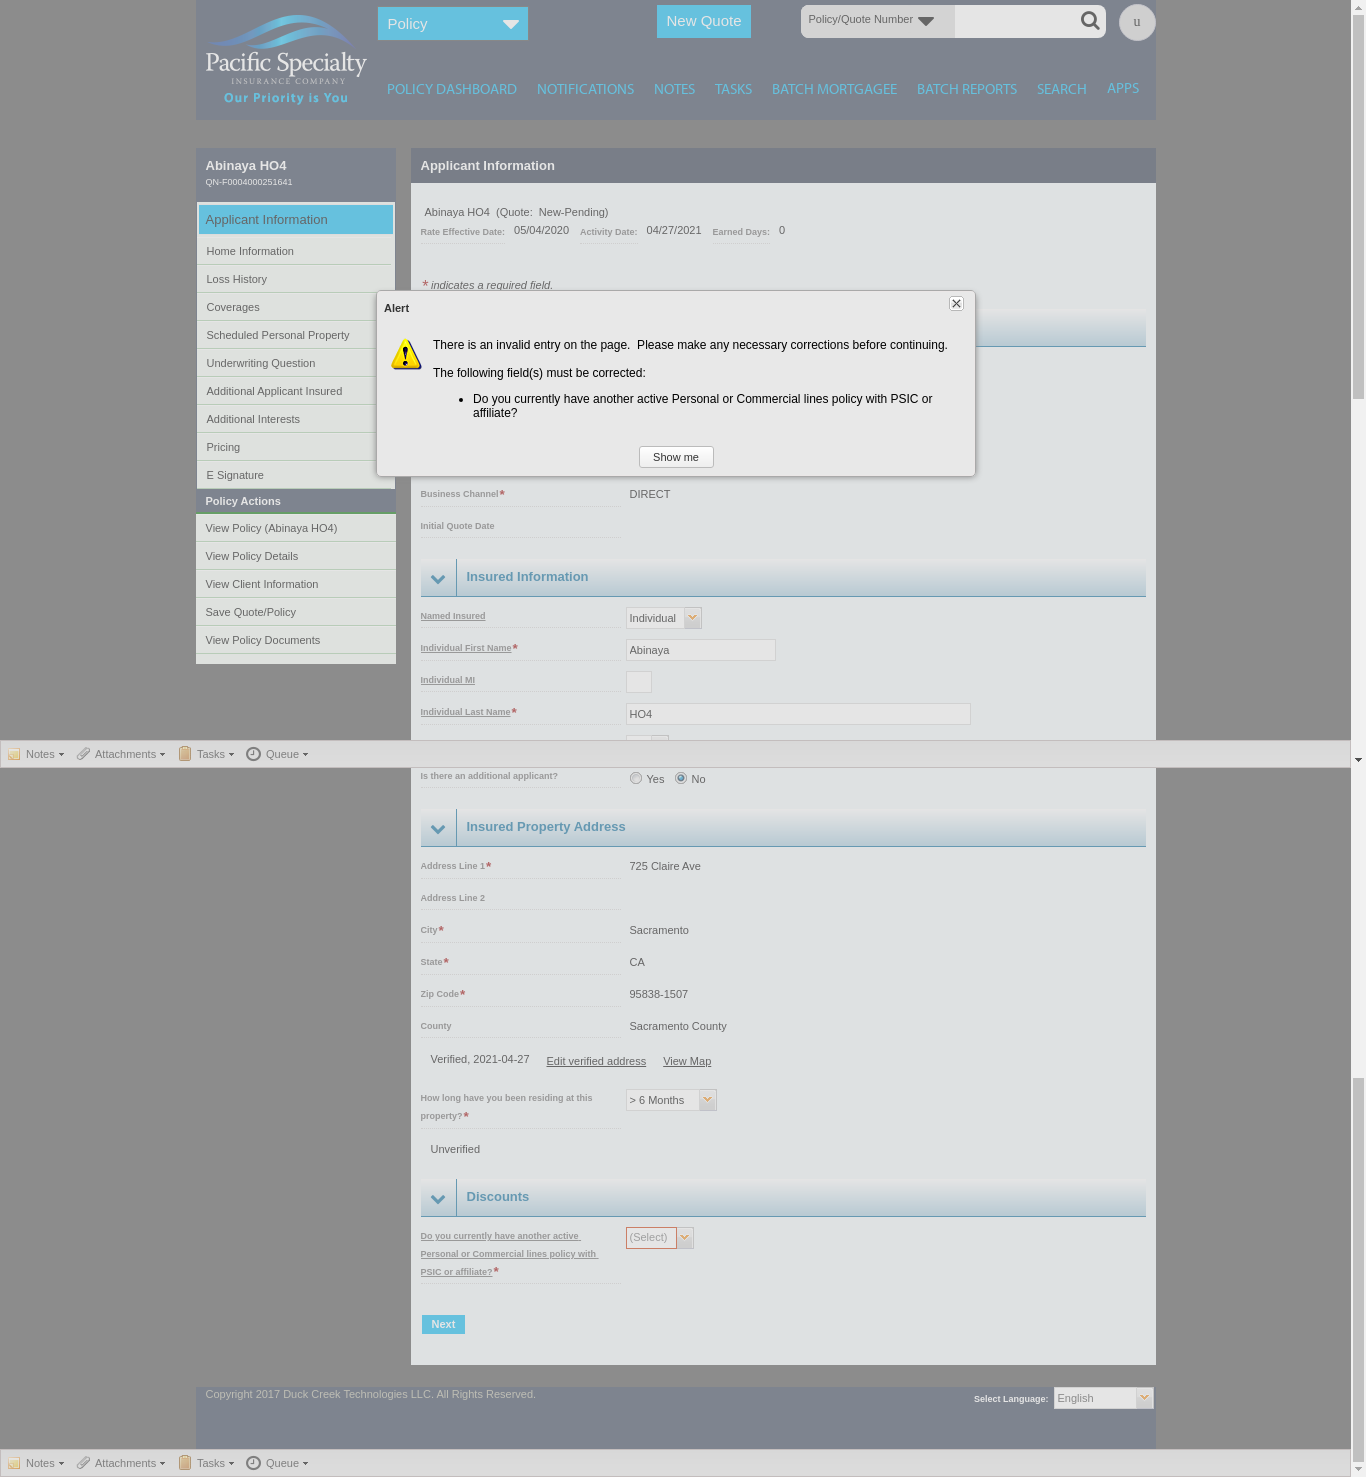 Policy
New Quote
Policy/Quote Number
u
Pacific Specialty
INSURANCE COMPANY
Our Priority is You
POLICY DASHBOARD NOTIFICATIONS NOTES TASKS BATCH MORTGAGEE BATCH REPORTS SEARCH APPS
Abinaya HO4
QN-F0004000251641
Applicant Information
Home Information
Loss History
Coverages
Scheduled Personal Property
Underwriting Question
Additional Applicant Insured
Additional Interests
Pricing
E Signature
Policy Actions
View Policy (Abinaya HO4)
View Policy Details
View Client Information
Save Quote/Policy
View Policy Documents
Applicant Information
Abinaya HO4 (Quote: New-Pending)
Rate Effective Date: 05/04/2020 Activity Date: 04/27/2021 Earned Days: 0
* indicates a required field.
Alert
There is an invalid entry on the page. Please make any necessary corrections before continuing.
The following field(s) must be corrected:
• Do you currently have another active Personal or Commercial lines policy with PSIC or
affiliate?
Show me
Business Channel* DIRECT
Initial Quote Date
Insured Information
Named Insured Individual
Individual First Name* Abinaya
Individual MI
Individual Last Name* HO4
Notes Attachments Tasks Queue
Is there an additional applicant? Yes No
Insured Property Address
Address Line 1* 725 Claire Ave
Address Line 2
City* Sacramento
State* CA
Zip Code* 95838-1507
County Sacramento County
Verified, 2021-04-27 Edit verified address View Map
How long have you been residing at this
property?* > 6 Months
Unverified
Discounts
Do you currently have another active (Select)
Personal or Commercial lines policy with
PSIC or affiliate?*
Next
Copyright 2017 Duck Creek Technologies LLC. All Rights Reserved.
Select Language: English
Notes Attachments Tasks Queue